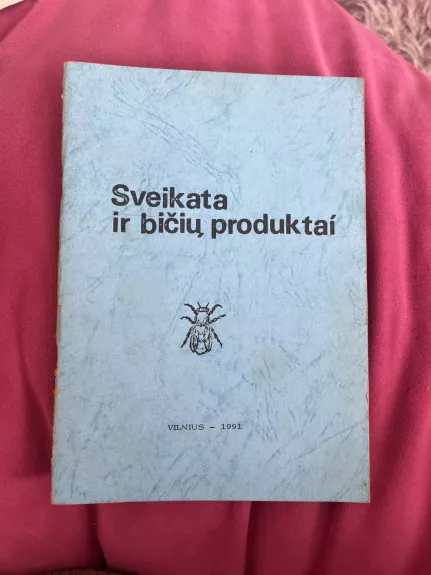 Sveikata
ir bičių produktai
VILNIUS - 1991